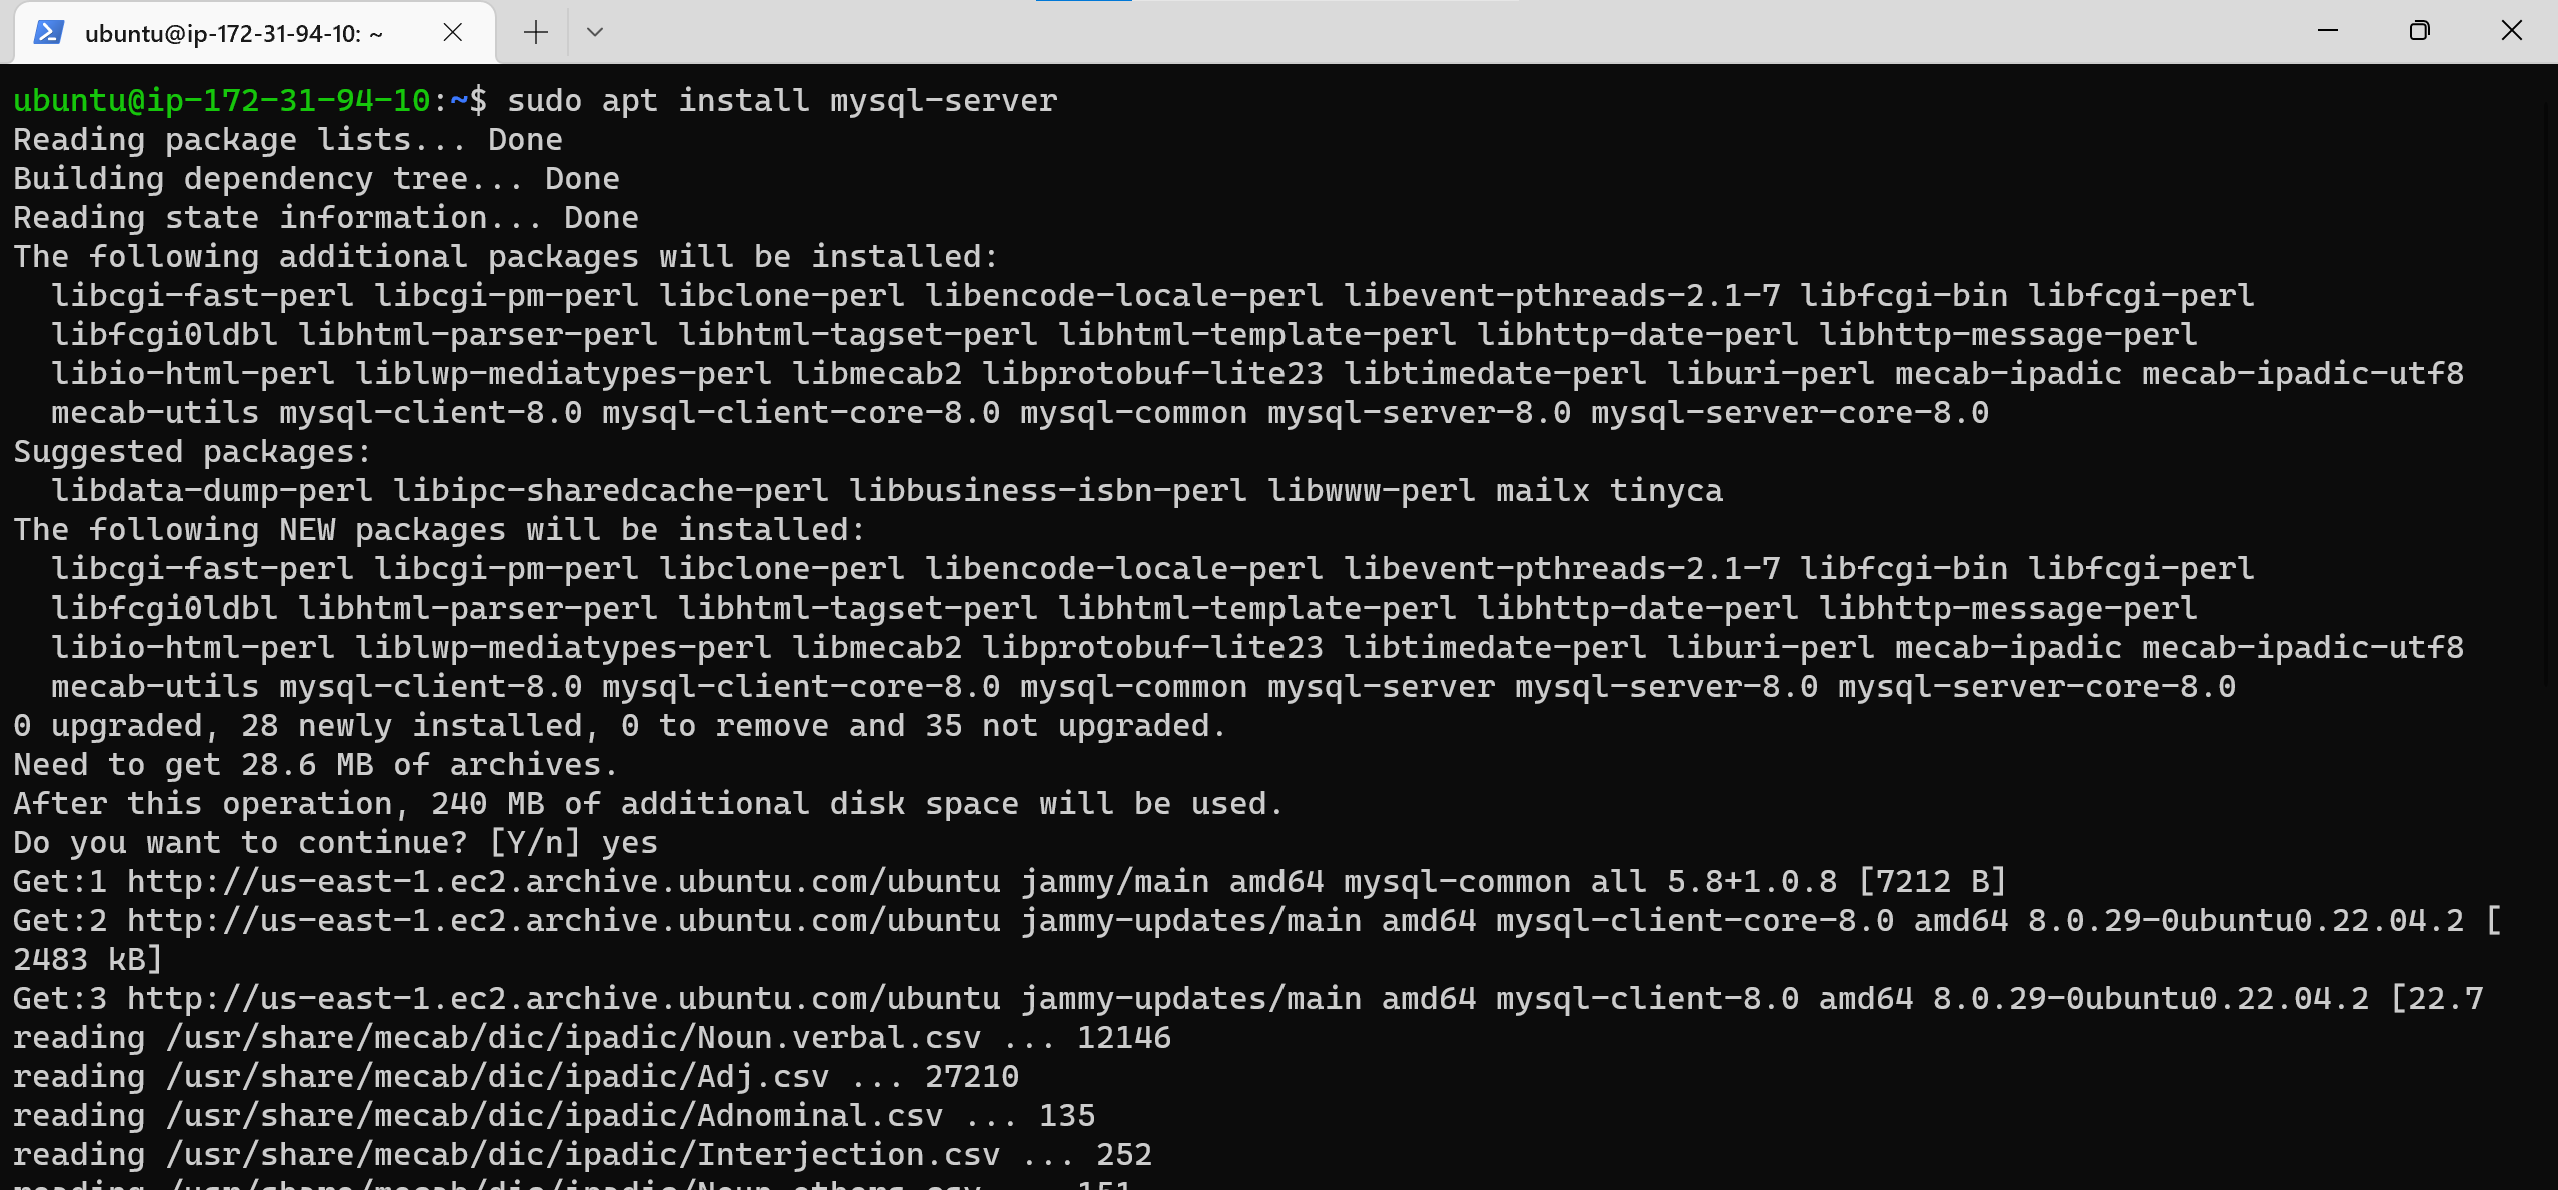 ubuntu@ip-172-31-94-10: ~
ubuntu@ip-172-31-94-10:~$ sudo apt install mysql-server
Reading package lists... Done
Building dependency tree... Done
Reading state information... Done
The following additional packages will be installed:
  libcgi-fast-perl libcgi-pm-perl libclone-perl libencode-locale-perl libevent-pthreads-2.1-7 libfcgi-bin libfcgi-perl
  libfcgi0ldbl libhtml-parser-perl libhtml-tagset-perl libhtml-template-perl libhttp-date-perl libhttp-message-perl
  libio-html-perl liblwp-mediatypes-perl libmecab2 libprotobuf-lite23 libtimedate-perl liburi-perl mecab-ipadic mecab-ipadic-utf8
  mecab-utils mysql-client-8.0 mysql-client-core-8.0 mysql-common mysql-server-8.0 mysql-server-core-8.0
Suggested packages:
  libdata-dump-perl libipc-sharedcache-perl libbusiness-isbn-perl libwww-perl mailx tinyca
The following NEW packages will be installed:
  libcgi-fast-perl libcgi-pm-perl libclone-perl libencode-locale-perl libevent-pthreads-2.1-7 libfcgi-bin libfcgi-perl
  libfcgi0ldbl libhtml-parser-perl libhtml-tagset-perl libhtml-template-perl libhttp-date-perl libhttp-message-perl
  libio-html-perl liblwp-mediatypes-perl libmecab2 libprotobuf-lite23 libtimedate-perl liburi-perl mecab-ipadic mecab-ipadic-utf8
  mecab-utils mysql-client-8.0 mysql-client-core-8.0 mysql-common mysql-server mysql-server-8.0 mysql-server-core-8.0
0 upgraded, 28 newly installed, 0 to remove and 35 not upgraded.
Need to get 28.6 MB of archives.
After this operation, 240 MB of additional disk space will be used.
Do you want to continue? [Y/n] yes
Get:1 http://us-east-1.ec2.archive.ubuntu.com/ubuntu jammy/main amd64 mysql-common all 5.8+1.0.8 [7212 B]
Get:2 http://us-east-1.ec2.archive.ubuntu.com/ubuntu jammy-updates/main amd64 mysql-client-core-8.0 amd64 8.0.29-0ubuntu0.22.04.2 [
2483 kB]
Get:3 http://us-east-1.ec2.archive.ubuntu.com/ubuntu jammy-updates/main amd64 mysql-client-8.0 amd64 8.0.29-0ubuntu0.22.04.2 [22.7
reading /usr/share/mecab/dic/ipadic/Noun.verbal.csv ... 12146
reading /usr/share/mecab/dic/ipadic/Adj.csv ... 27210
reading /usr/share/mecab/dic/ipadic/Adnominal.csv ... 135
reading /usr/share/mecab/dic/ipadic/Interjection.csv ... 252
reading /usr/share/mecab/dic/ipadic/Noun.others.csv ... 151